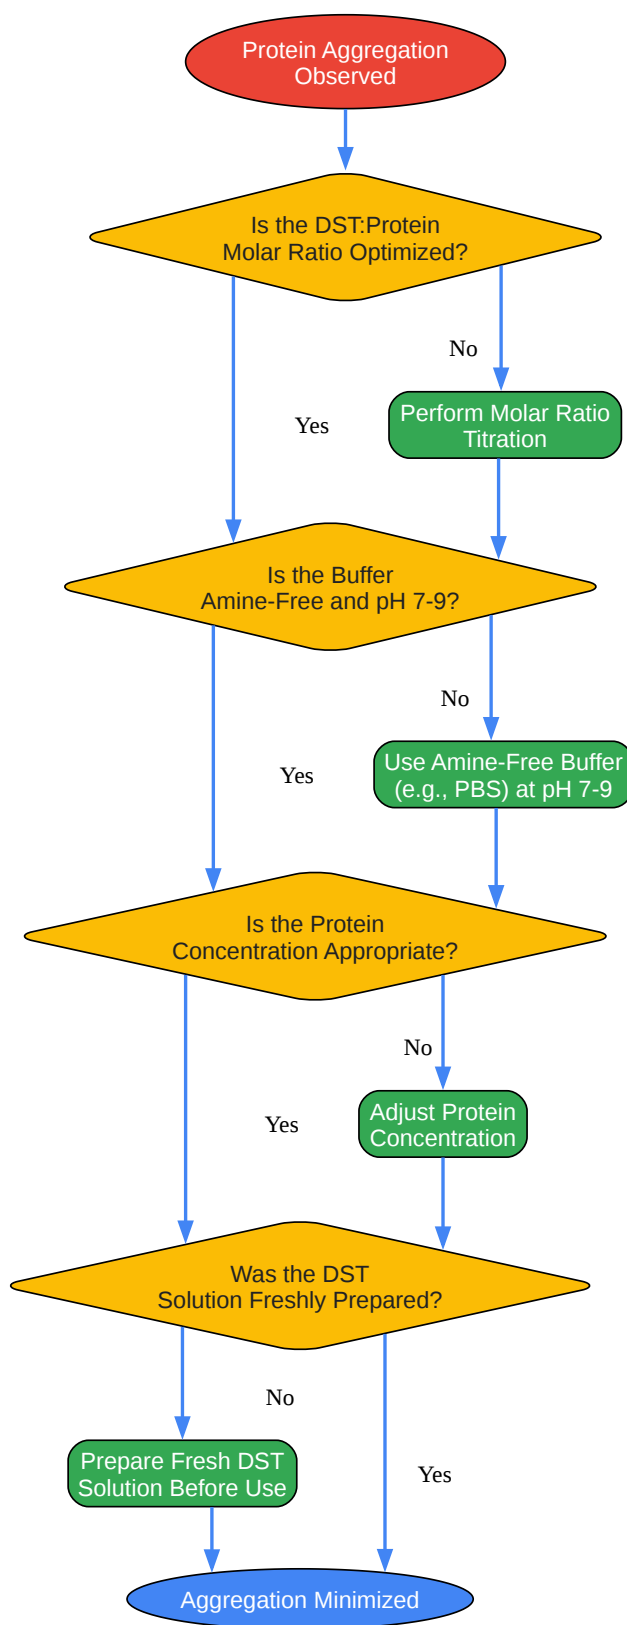 Protein Aggregation
Observed
Is the DST:Protein
Molar Ratio Optimized?
No
Yes
Perform Molar Ratio
Titration
Is the Buffer
Amine-Free and pH 7-9?
No
Yes
Use Amine-Free Buffer
(e.g., PBS) at pH 7-9
Is the Protein
Concentration Appropriate?
No
Yes
Adjust Protein
Concentration
Was the DST
Solution Freshly Prepared?
No
Yes
Prepare Fresh DST
Solution Before Use
Aggregation Minimized